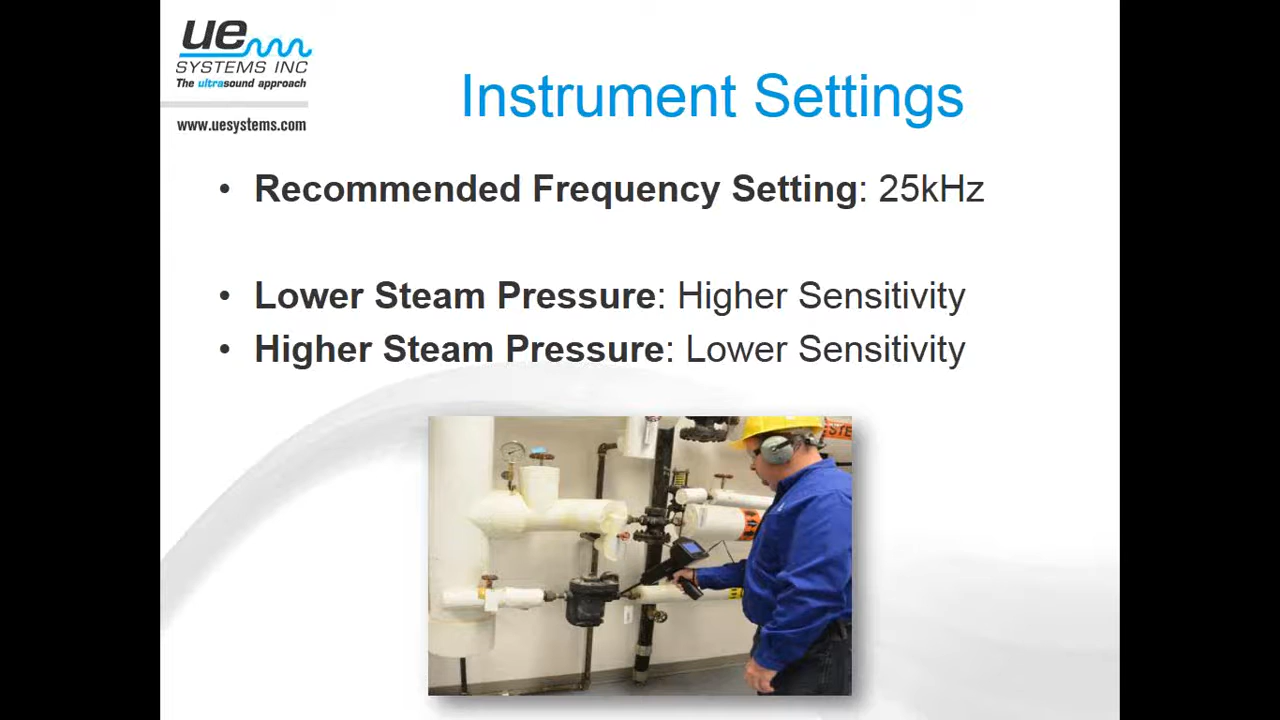 ue
SYSTEMS INC
The ultrasound approach
www.uesystems.com
Instrument Settings
• Recommended Frequency Setting: 25kHz
• Lower Steam Pressure: Higher Sensitivity
• Higher Steam Pressure: Lower Sensitivity